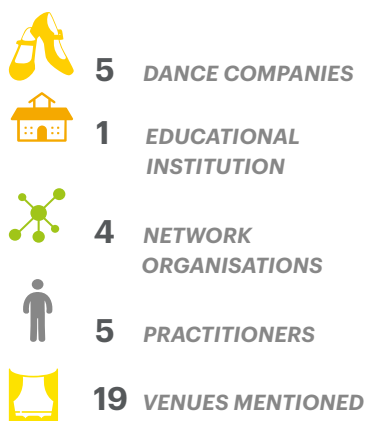 5 DANCE COMPANIES
1 EDUCATIONAL
INSTITUTION
4 NETWORK
ORGANISATIONS
5 PRACTITIONERS
19 VENUES MENTIONED